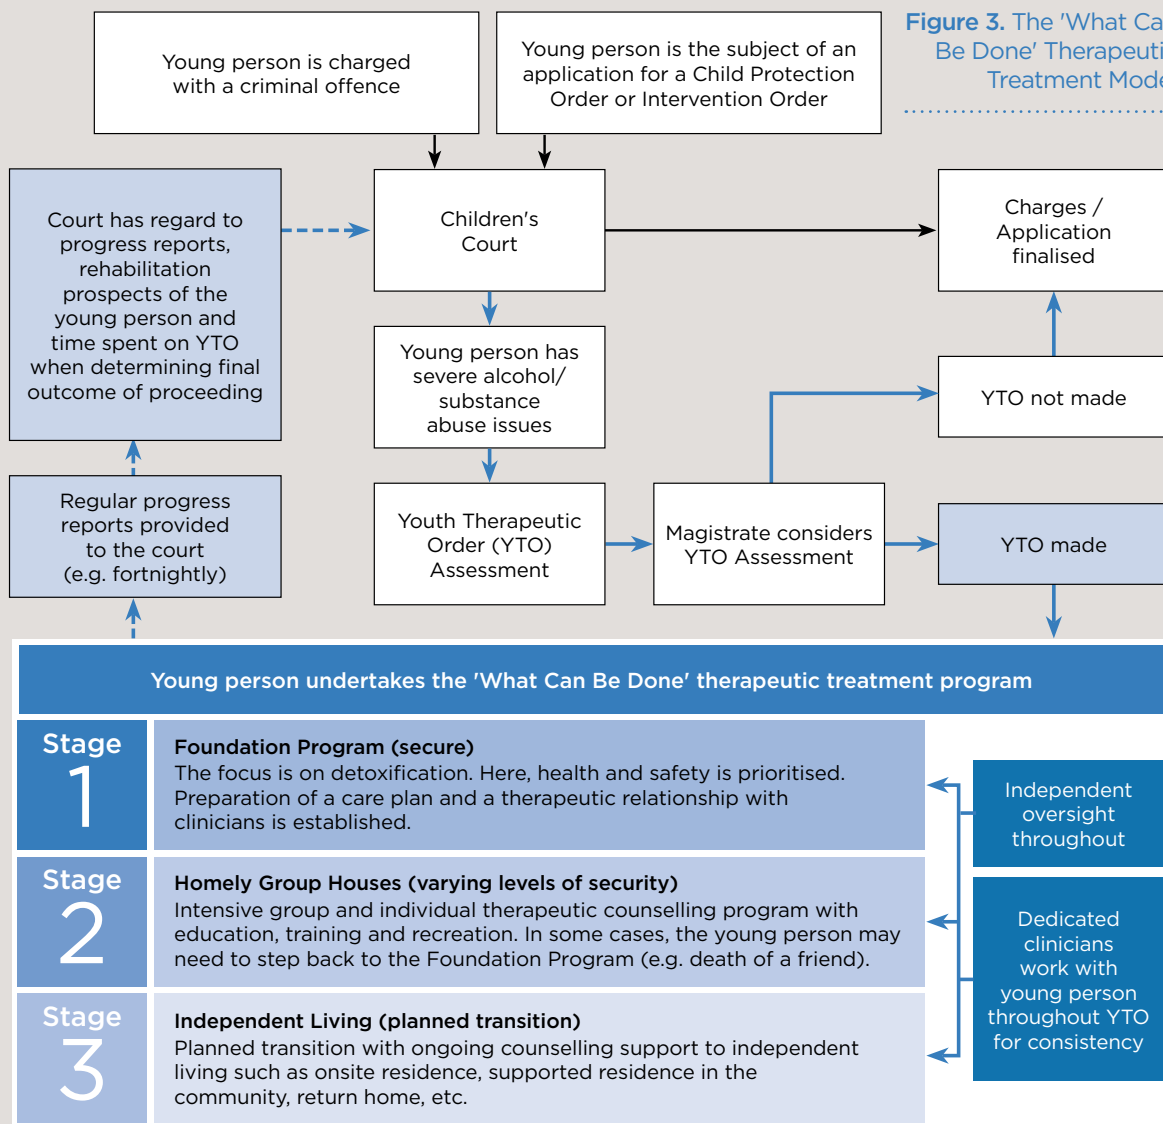 Figure 3. The 'What Ca
Be Done' Therapeuti
Treatment Mode
Young person is charged
with a criminal offence
Young person is the subject of an
application for a Child Protection
Order or Intervention Order
Court has regard to
progress reports,
rehabilitation
prospects of the
young person and
time spent on YTO
when determining final
outcome of proceeding
Children's
Court
Charges /
Application
finalised
Young person has
severe alcohol/
substance
abuse issues
YTO not made
Regular progress
reports provided
to the court
(e.g. fortnightly)
Youth Therapeutic
Order (YTO)
Assessment
Magistrate considers
YTO Assessment
YTO made
Young person undertakes the 'What Can Be Done' therapeutic treatment program
Stage
1
Foundation Program (secure)
The focus is on detoxification. Here, health and safety is prioritised.
Preparation of a care plan and a therapeutic relationship with
clinicians is established.
Stage
2
Homely Group Houses (varying levels of security)
Intensive group and individual therapeutic counselling program with
education, training and recreation. In some cases, the young person may
need to step back to the Foundation Program (e.g. death of a friend).
Stage
3
Independent Living (planned transition)
Planned transition with ongoing counselling support to independent
living such as onsite residence, supported residence in the
community, return home, etc.
Independent
oversight
throughout
Dedicated
clinicians
work with
young person
throughout YTO
for consistency